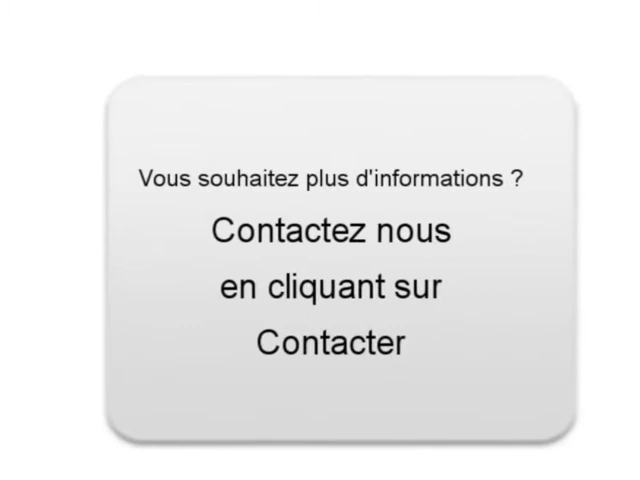 Vous souhaitez plus d'informations ?
Contactez nous
en cliquant sur
Contacter